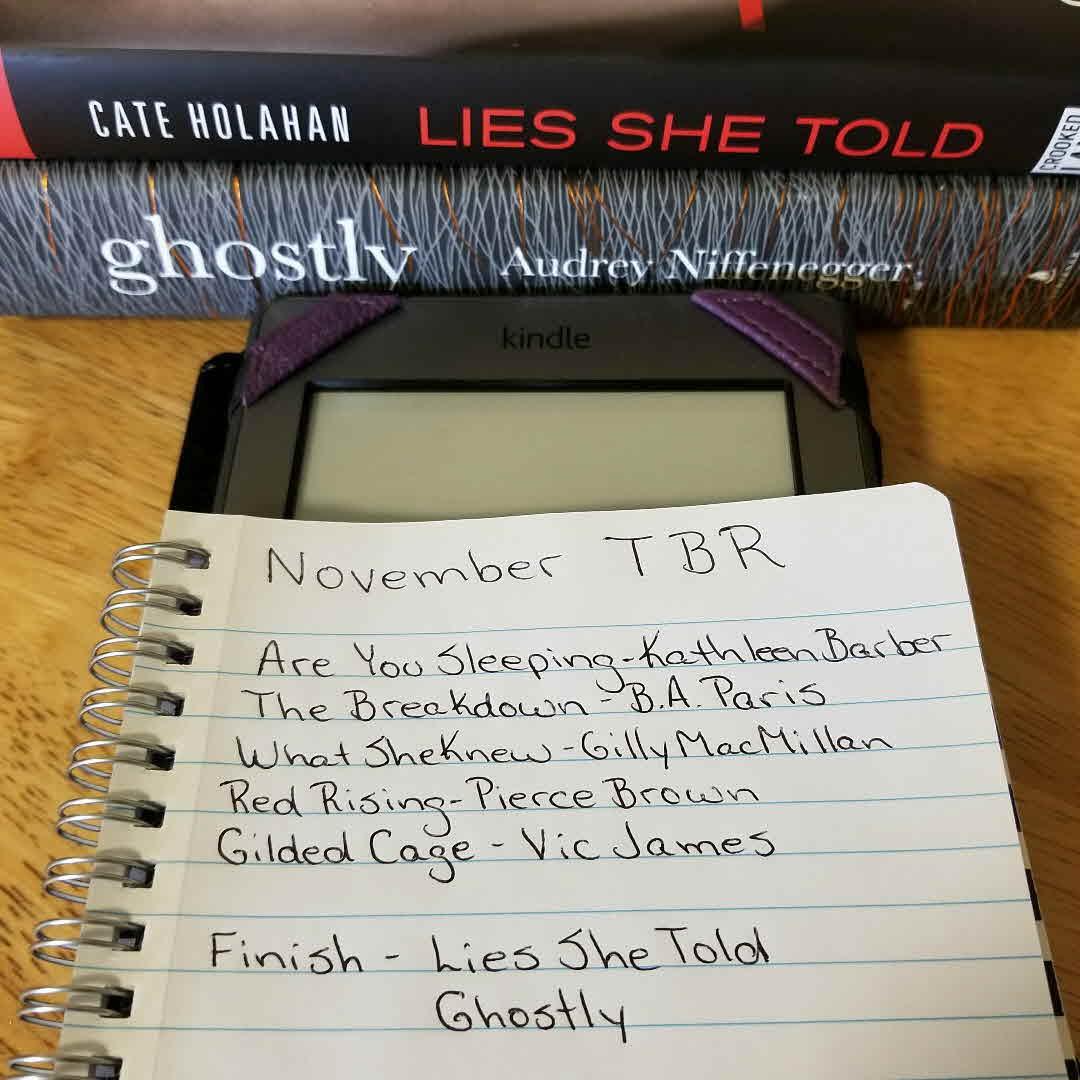 CATE HOLAHAN LIES SHE TOLD CROOKED
ghostly Audrey Niffenegger
kindle
November TBR
Are You Sleeping - Kathleen Barber
The Breakdown - B.A. Paris
What She Knew - Gilly MacMillan
Red Rising - Pierce Brown
Gilded Cage - Vic James
Finish - Lies She Told
Ghostly